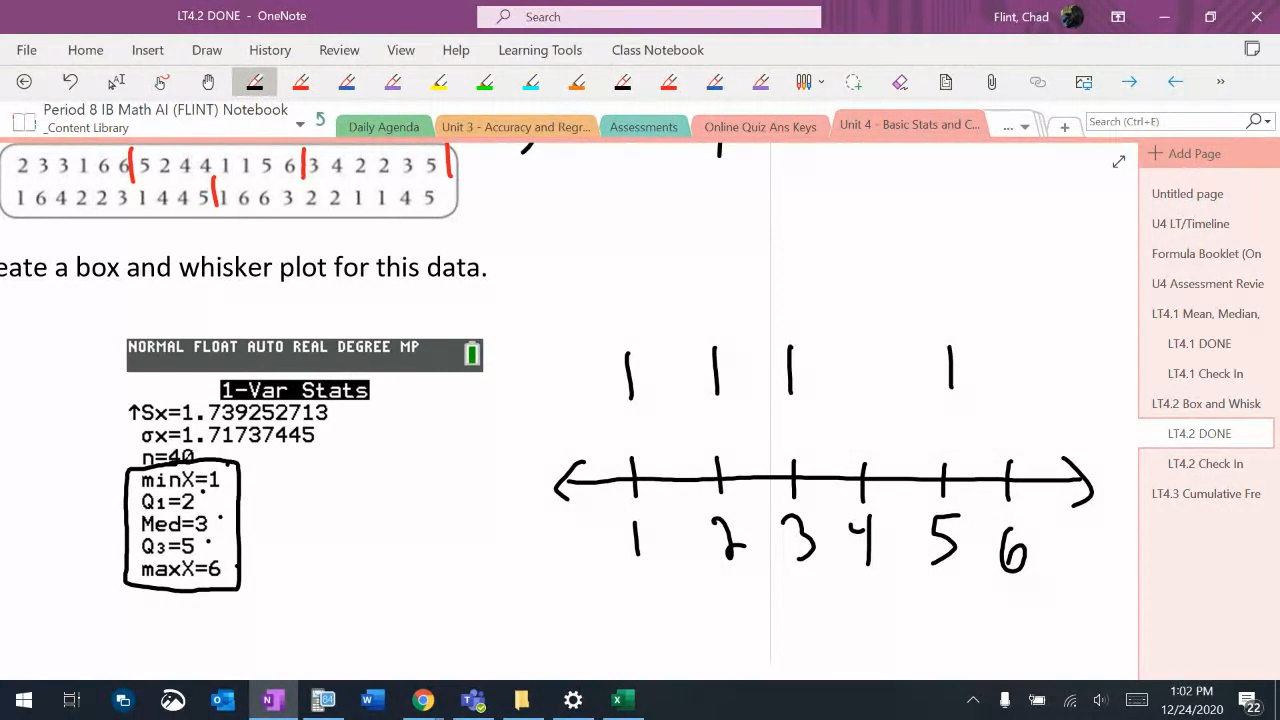 LT4.2 DONE - OneNote
Search
Flint, Chad
File Home Insert Draw History Review View Help Learning Tools Class Notebook
Period 8 IB Math AI (FLINT) Notebook
_Content Library
Daily Agenda
Unit 3 - Accuracy and Regr...
Assessments
Online Quiz Ans Keys
Unit 4 - Basic Stats and C...
...
Search (Ctrl+E)
2 3 3 1 6 6 5 2 4 4 1 1 5 6 3 4 2 2 3 5
1 6 4 2 2 3 1 4 4 5 1 6 6 3 2 2 1 1 4 5
eate a box and whisker plot for this data.
NORMAL FLOAT AUTO REAL DEGREE MP
1-Var Stats
↑Sx=1.739252713
σx=1.71737445
n=40
minX=1
Q1=2
Med=3
Q3=5
maxX=6
1 2 3 4 5 6
Add Page
Untitled page
U4 LT/Timeline
Formula Booklet (On
U4 Assessment Revie
LT4.1 Mean, Median,
LT4.1 DONE
LT4.1 Check In
LT4.2 Box and Whisk
LT4.2 DONE
LT4.2 Check In
LT4.3 Cumulative Fre
1:02 PM
12/24/2020
22